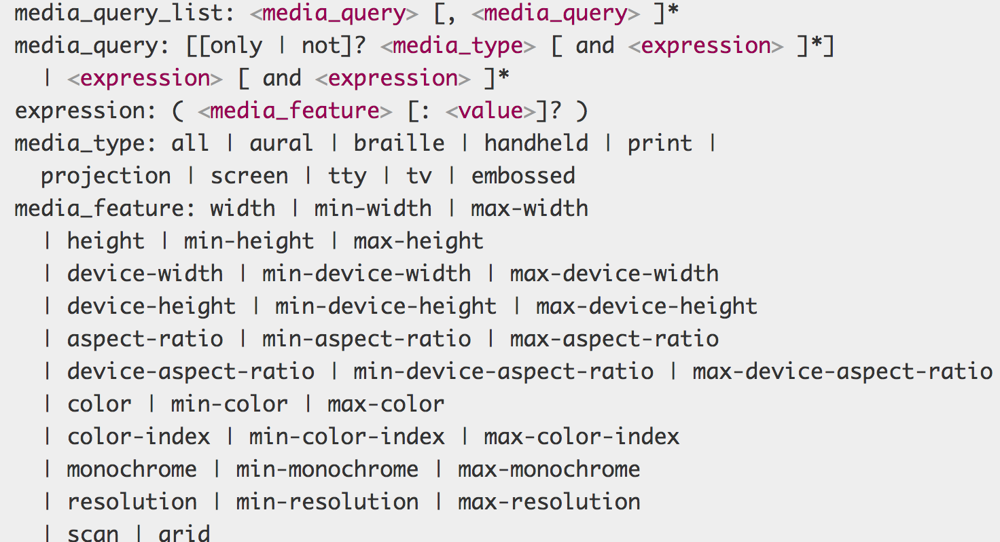 media_query_list: <media_query> [, <media_query> ]*
media_query: [[only | not]? <media_type> [ and <expression> ]*]
  | <expression> [ and <expression> ]*
expression: ( <media_feature> [: <value>]? )
media_type: all | aural | braille | handheld | print |
  projection | screen | tty | tv | embossed
media_feature: width | min-width | max-width
  | height | min-height | max-height
  | device-width | min-device-width | max-device-width
  | device-height | min-device-height | max-device-height
  | aspect-ratio | min-aspect-ratio | max-aspect-ratio
  | device-aspect-ratio | min-device-aspect-ratio | max-device-aspect-ratio
  | color | min-color | max-color
  | color-index | min-color-index | max-color-index
  | monochrome | min-monochrome | max-monochrome
  | resolution | min-resolution | max-resolution
  | scan | grid